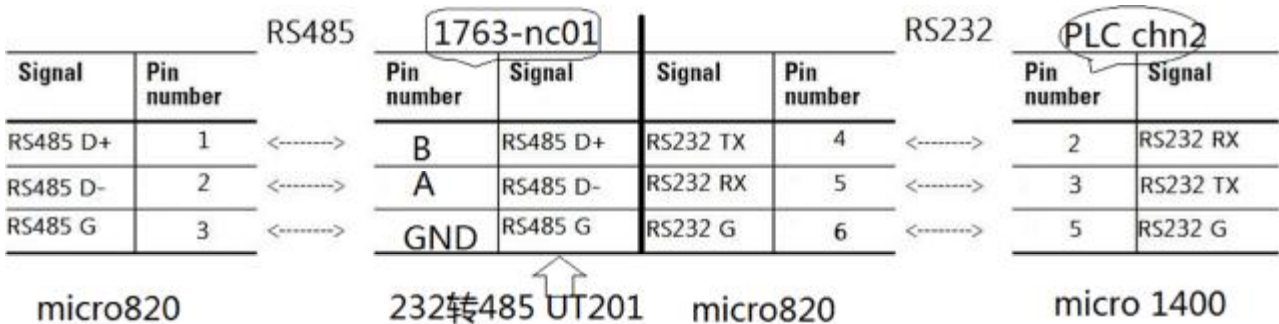 RS485 1763-nc01 RS232 PLC chn2
Signal Pin number Pin number Signal Signal Pin number Pin number Signal
RS485 D+ 1 <--------> B RS485 D+ RS232 TX 4 <--------> 2 RS232 RX
RS485 D- 2 <--------> A RS485 D- RS232 RX 5 <--------> 3 RS232 TX
RS485 G 3 <--------> GND RS485 G RS232 G 6 <--------> 5 RS232 G
micro820 232转485 UT201 micro820 micro 1400